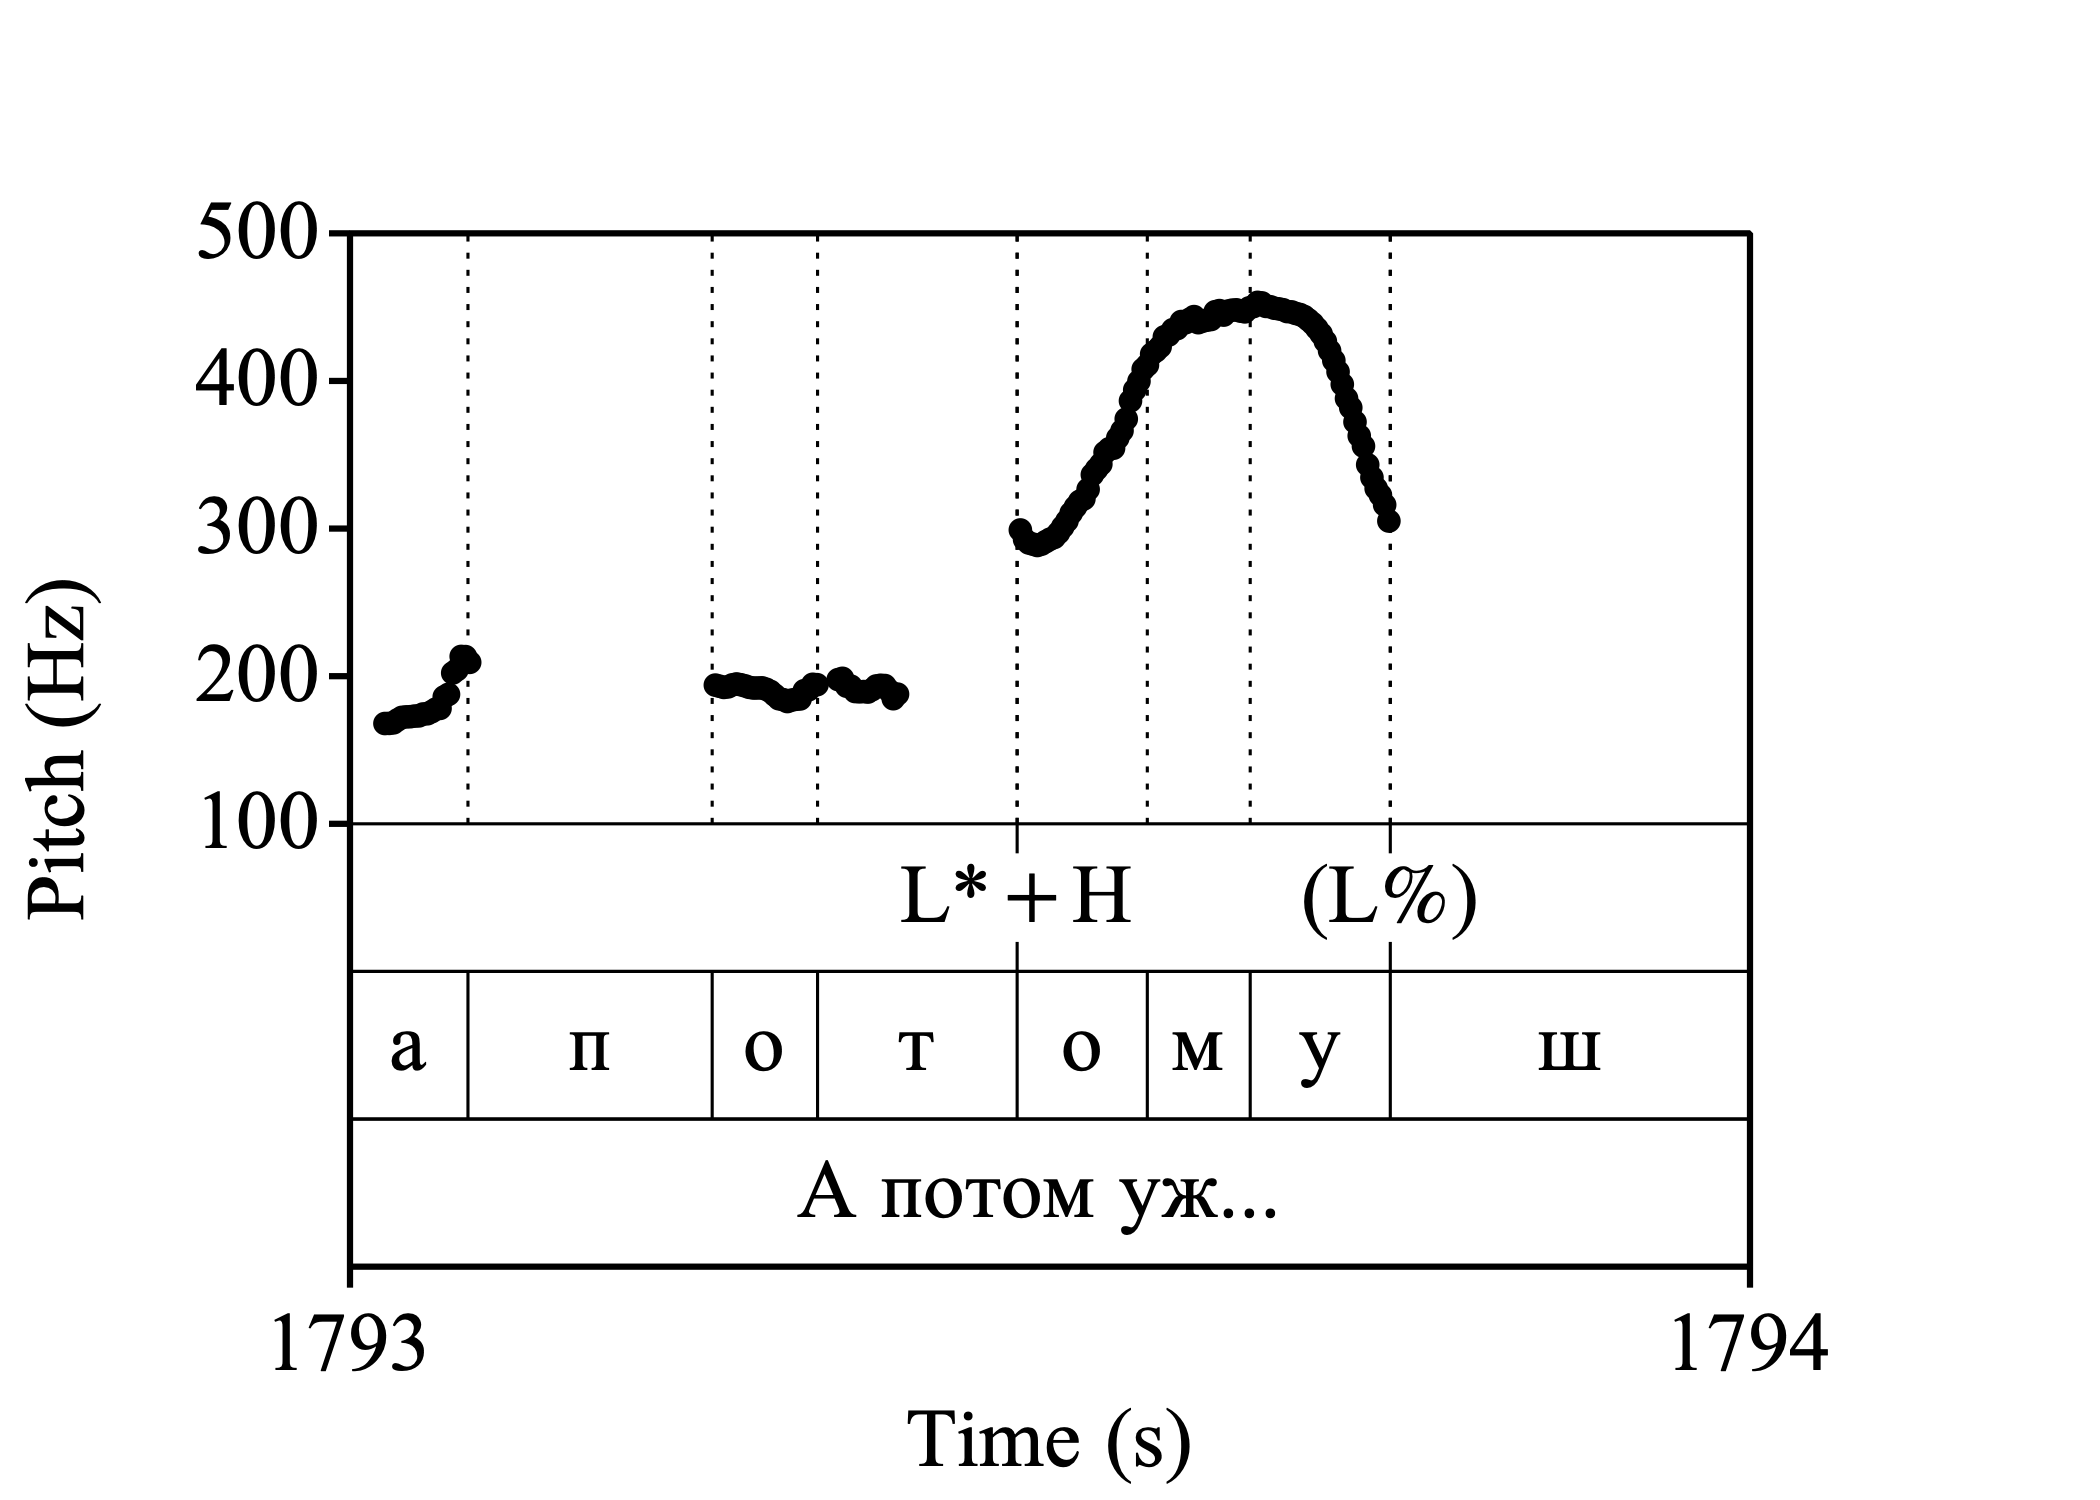 500
400
300
200
100
Pitch (Hz)
L*+H (L%)
а п о т о м у ш
А потом уж...
1793 1794
Time (s)